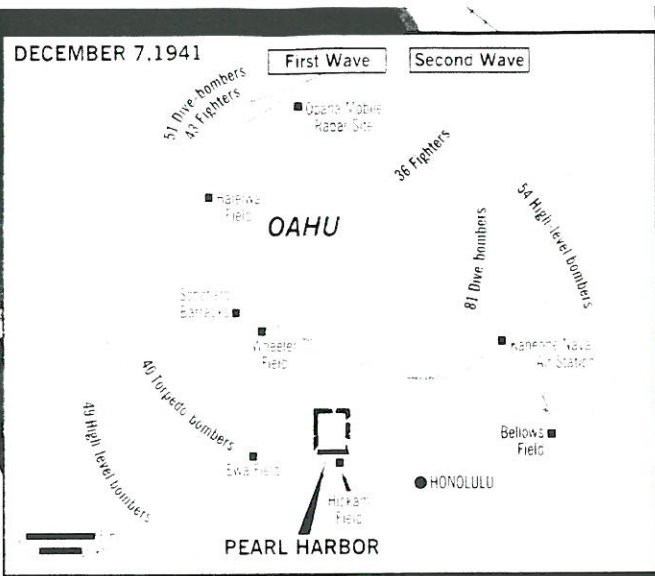 DECEMBER 7.1941
First Wave
Second Wave
51 Dive-bombers
43 Fighters
Opana Mobile
Radar Site
36 Fighters
Haleiwa
Field
OAHU
54 High-level bombers
81 Dive bombers
Schofield
Barracks
Wheeler
Field
Kaneohe Naval
Air Station
40 Torpedo bombers
49 High level bombers
Ewa Field
Bellows
Field
HONOLULU
Hickam
Field
PEARL HARBOR